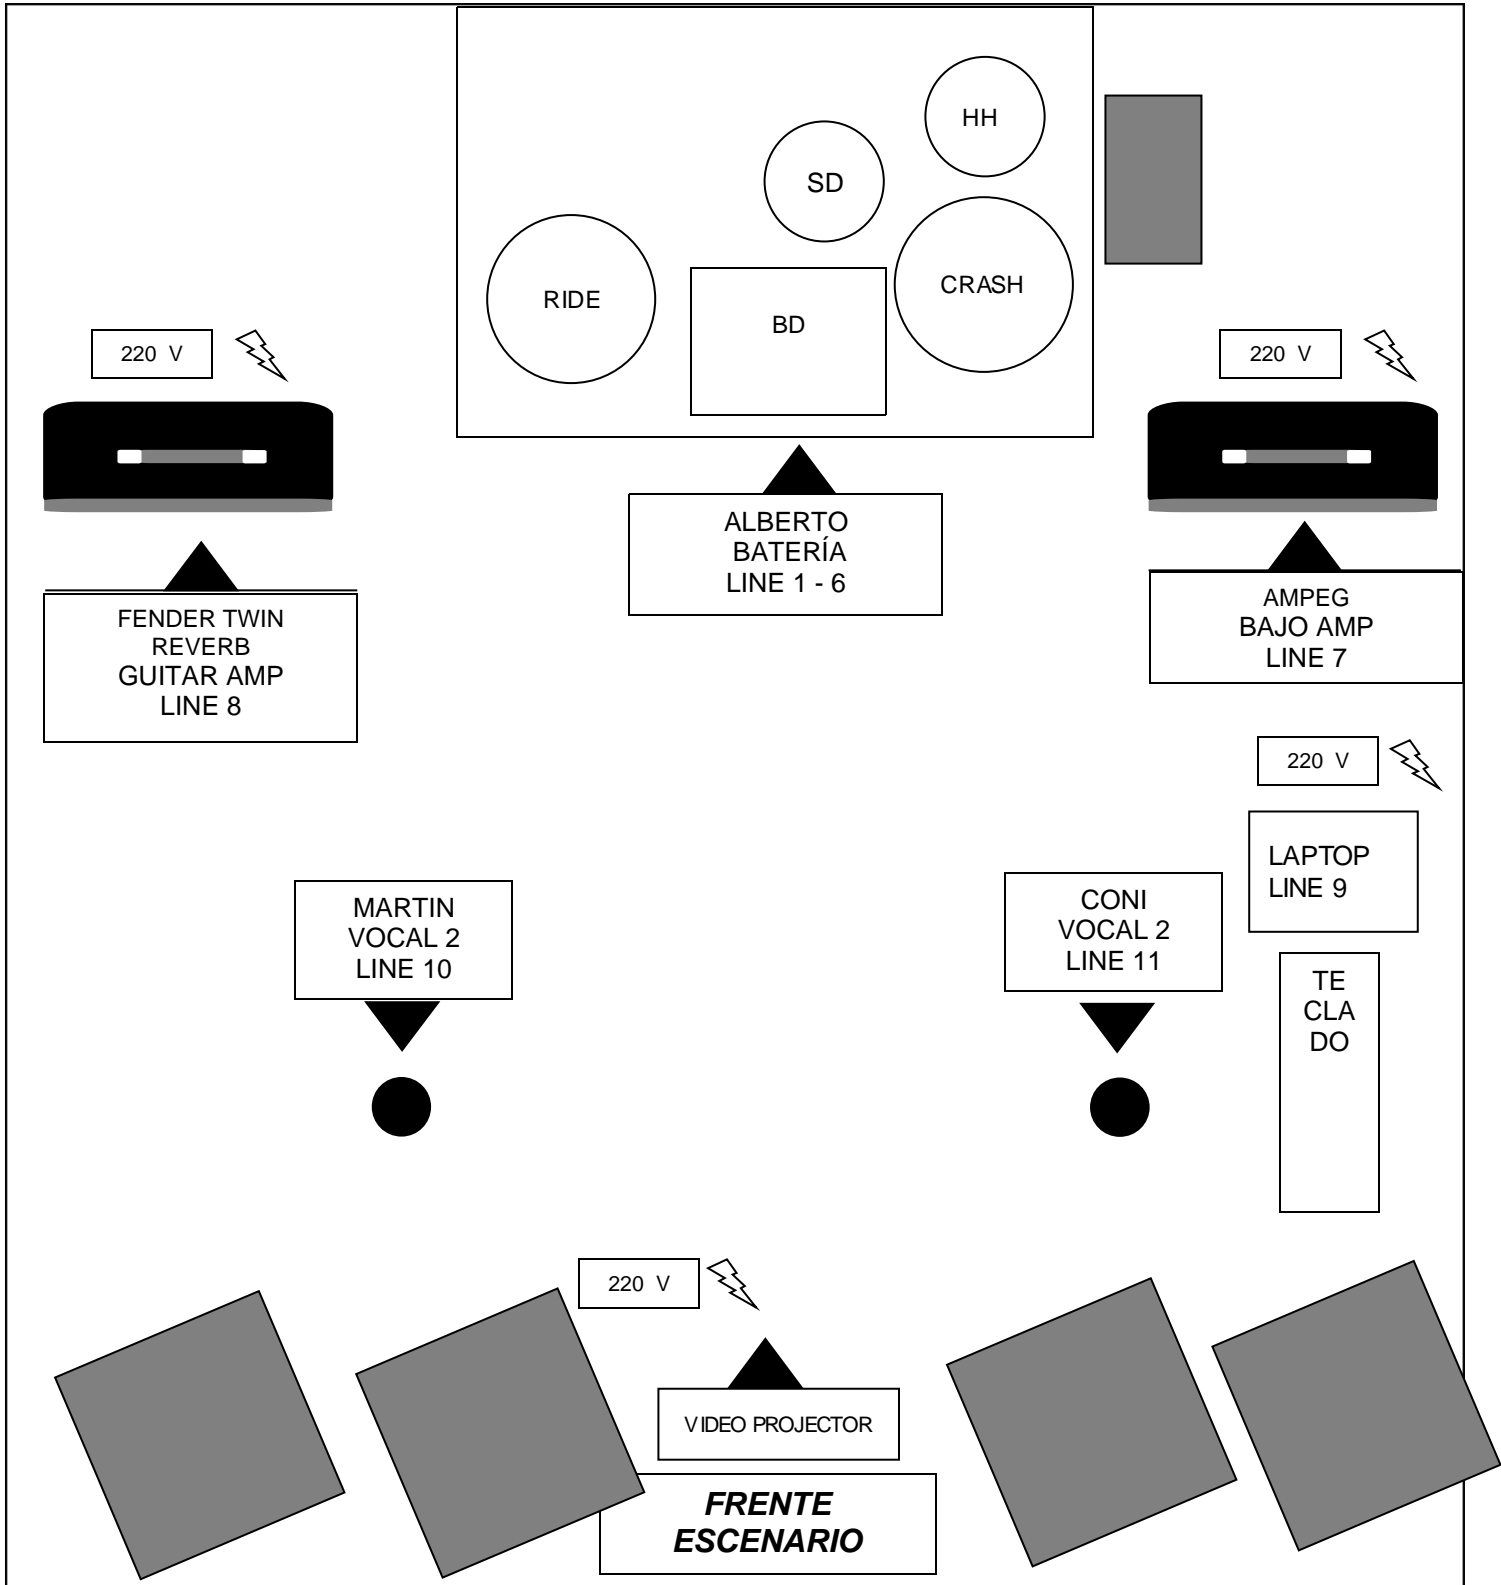 HH
SD
CRASH
RIDE
BD
220 V
220 V
ALBERTO
BATERÍA
LINE 1 - 6
FENDER TWIN
REVERB
GUITAR AMP
LINE 8
AMPEG
BAJO AMP
LINE 7
220 V
LAPTOP
LINE 9
MARTIN
VOCAL 2
LINE 10
CONI
VOCAL 2
LINE 11
TE
CLA
DO
220 V
VIDEO PROJECTOR
FRENTE
ESCENARIO